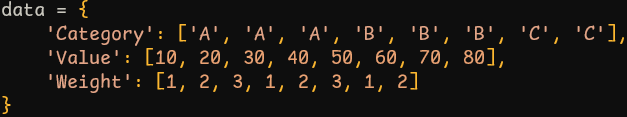 data = {
    'Category': ['A', 'A', 'A', 'B', 'B', 'B', 'C', 'C'],
    'Value': [10, 20, 30, 40, 50, 60, 70, 80],
    'Weight': [1, 2, 3, 1, 2, 3, 1, 2]
}